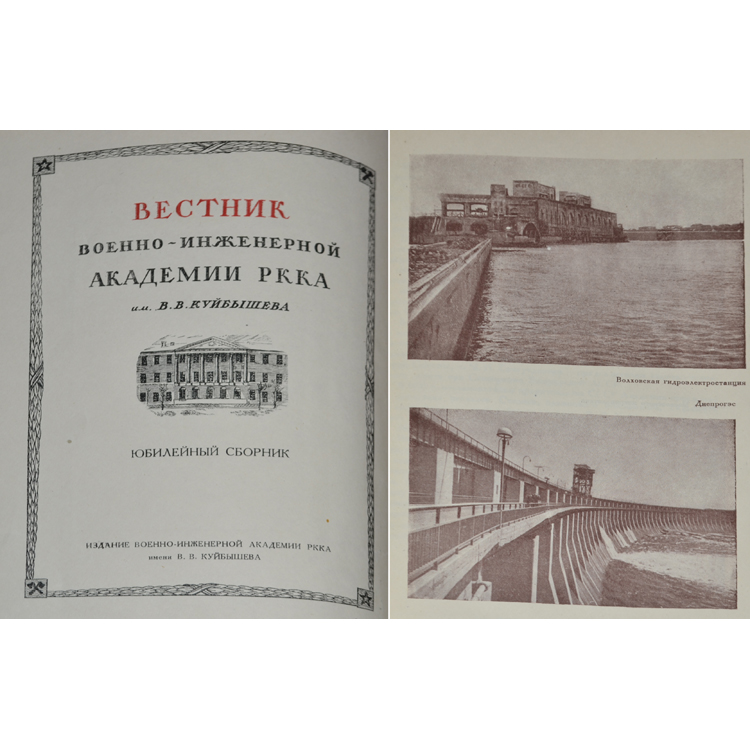 ВЕСТНИК
ВОЕННО-ИНЖЕНЕРНОЙ
АКАДЕМИИ РККА
им. В. В. КУЙБЫШЕВА
ЮБИЛЕЙНЫЙ СБОРНИК
ИЗДАНИЕ ВОЕННО-ИНЖЕНЕРНОЙ АКАДЕМИИ РККА
имени В. В. КУЙБЫШЕВА
Волховская гидроэлектростанция
Днепрогэс